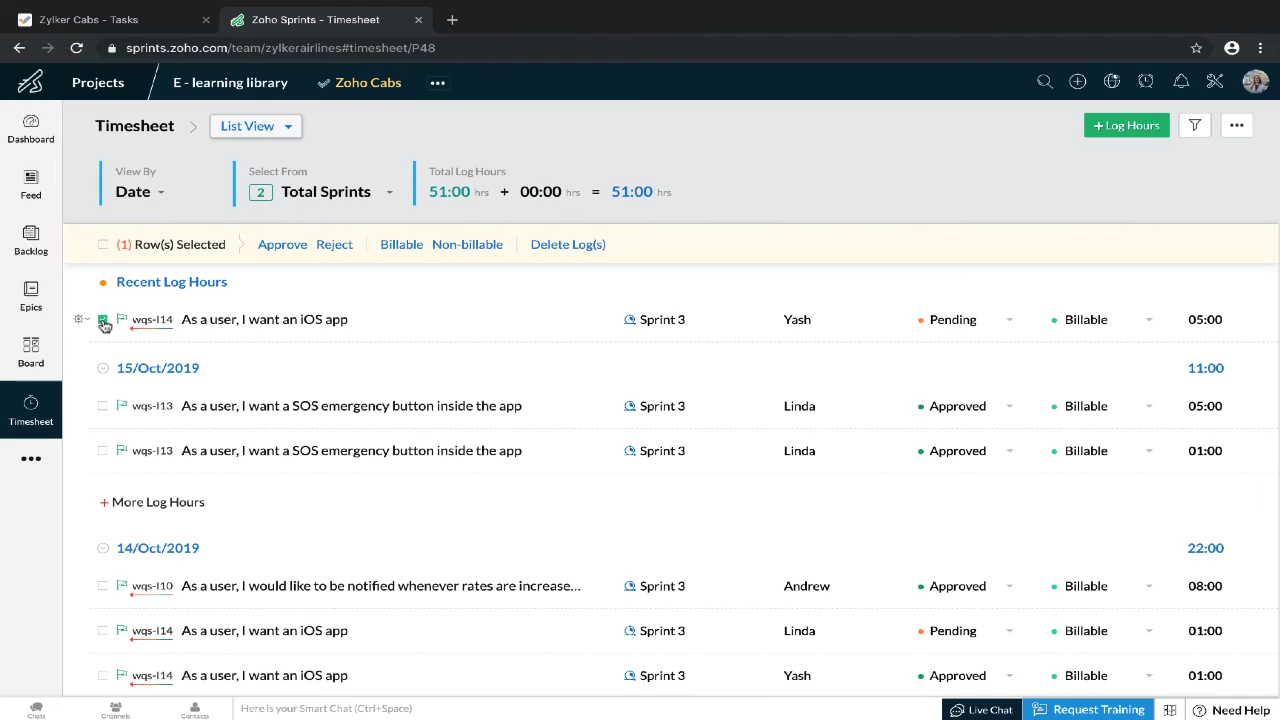 Zylker Cabs - Tasks
Zoho Sprints - Timesheet
sprints.zoho.com/team/zylkerairlines#timesheet/P48
Projects
E - learning library
Zoho Cabs
Dashboard
Feed
Backlog
Epics
Board
Timesheet
Timesheet
List View
+ Log Hours
View By
Date
Select From
2 Total Sprints
Total Log Hours
51:00 hrs + 00:00 hrs = 51:00 hrs
(1) Row(s) Selected
Approve
Reject
Billable
Non-billable
Delete Log(s)
Recent Log Hours
wqs-I14 As a user, I want an iOS app Sprint 3 Yash Pending Billable 05:00
15/Oct/2019 11:00
wqs-I13 As a user, I want a SOS emergency button inside the app Sprint 3 Linda Approved Billable 05:00
wqs-I13 As a user, I want a SOS emergency button inside the app Sprint 3 Linda Approved Billable 01:00
+ More Log Hours
14/Oct/2019 22:00
wqs-I10 As a user, I would like to be notified whenever rates are increase... Sprint 3 Andrew Approved Billable 08:00
wqs-I14 As a user, I want an iOS app Sprint 3 Linda Pending Billable 01:00
wqs-I14 As a user, I want an iOS app Sprint 3 Yash Approved Billable 01:00
Chats
Channels
Contacts
Here is your Smart Chat (Ctrl+Space)
Live Chat
Request Training
Need Help